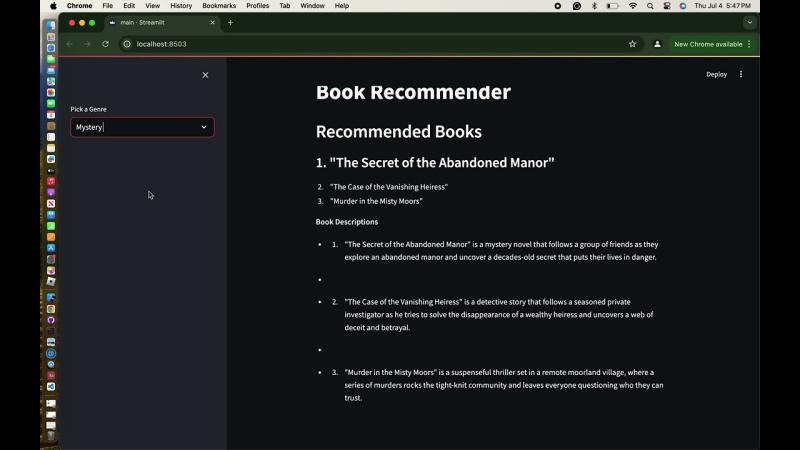 Chrome File Edit View History Bookmarks Profiles Tab Window Help Thu Jul 4 5:47 PM
main · Streamlit
localhost:8503 New Chrome available
Deploy
Pick a Genre
Mystery
Book Recommender
Recommended Books
1. "The Secret of the Abandoned Manor"
2. "The Case of the Vanishing Heiress"
3. "Murder in the Misty Moors"
Book Descriptions
• 1. "The Secret of the Abandoned Manor" is a mystery novel that follows a group of friends as they
explore an abandoned manor and uncover a decades-old secret that puts their lives in danger.
•
• 2. "The Case of the Vanishing Heiress" is a detective story that follows a seasoned private
investigator as he tries to solve the disappearance of a wealthy heiress and uncovers a web of
deceit and betrayal.
•
• 3. "Murder in the Misty Moors" is a suspenseful thriller set in a remote moorland village, where a
series of murders rocks the tight-knit community and leaves everyone questioning who they can
trust.